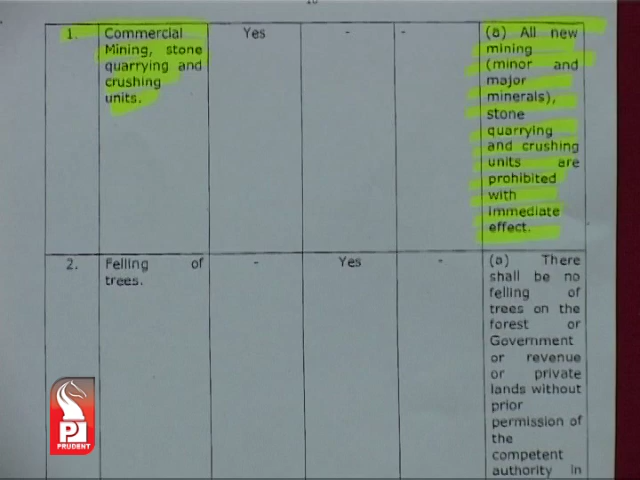 1.
Commercial
Mining, stone
quarrying and
crushing
units.
Yes
-
-
(a) All new
mining
(minor and
major
minerals),
stone
quarrying
and crushing
units are
prohibited
with
immediate
effect.
2.
Felling of
trees.
-
Yes
-
(a) There
shall be no
felling of
trees on the
forest or
Government
or revenue
or private
lands without
prior
permission of
the
competent
authority in
P
PRUDENT